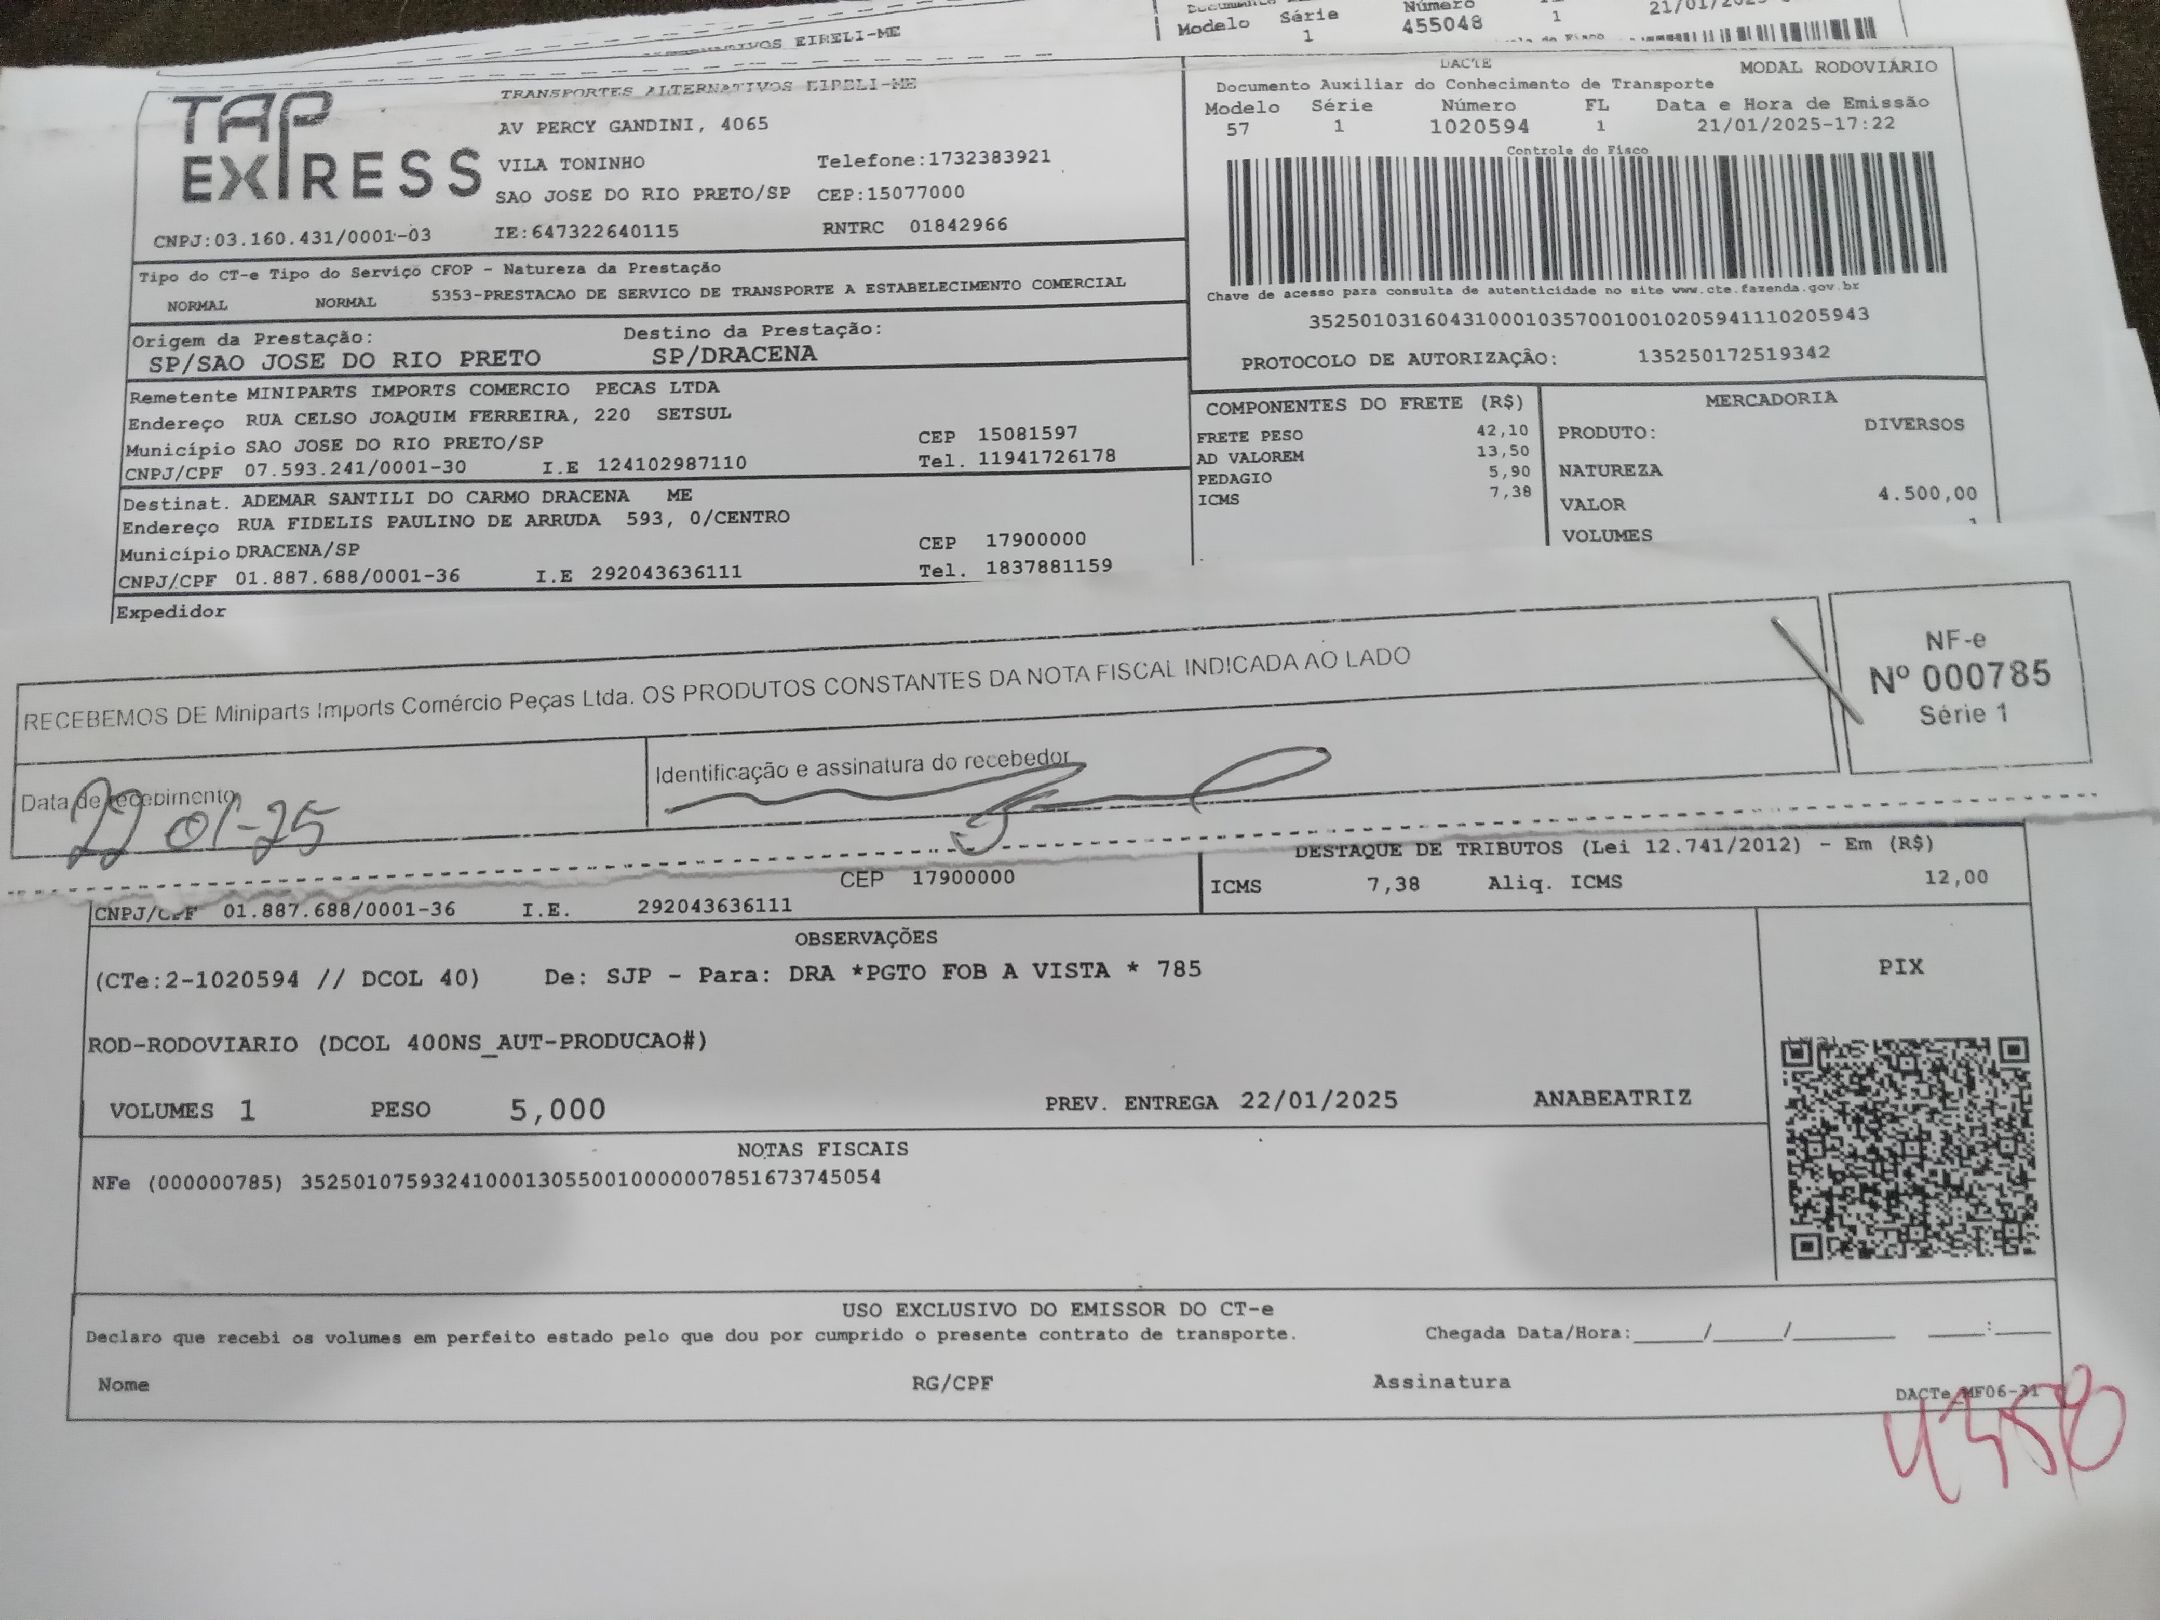 EIRELI-ME
Modelo Série Número
1 455048 1
TAP EXPRESS
TRANSPORTES ALTERNATIVOS EIRELI-ME
AV PERCY GANDINI, 4065
VILA TONINHO Telefone:1732383921
SAO JOSE DO RIO PRETO/SP CEP:15077000
CNPJ:03.160.431/0001-03 IE:647322640115 RNTRC 01842966
DACTE MODAL RODOVIÁRIO
Documento Auxiliar do Conhecimento de Transporte
Modelo Série Número FL Data e Hora de Emissão
57 1 1020594 1 21/01/2025-17:22
Controle do Fisco
Chave de acesso para consulta de autenticidade no site www.cte.fazenda.gov.br
35250103160431000103570010010205941110205943
PROTOCOLO DE AUTORIZAÇÃO: 135250172519342
Tipo do CT-e Tipo do Serviço CFOP - Natureza da Prestação
NORMAL NORMAL 5353-PRESTACAO DE SERVICO DE TRANSPORTE A ESTABELECIMENTO COMERCIAL
Origem da Prestação: Destino da Prestação:
SP/SAO JOSE DO RIO PRETO SP/DRACENA
Remetente MINIPARTS IMPORTS COMERCIO PECAS LTDA
Endereço RUA CELSO JOAQUIM FERREIRA, 220 SETSUL
Município SAO JOSE DO RIO PRETO/SP CEP 15081597
CNPJ/CPF 07.593.241/0001-30 I.E 124102987110 Tel. 11941726178
Destinat. ADEMAR SANTILI DO CARMO DRACENA ME
Endereço RUA FIDELIS PAULINO DE ARRUDA 593, 0/CENTRO
Município DRACENA/SP CEP 17900000
CNPJ/CPF 01.887.688/0001-36 I.E 292043636111 Tel. 1837881159
Expedidor
COMPONENTES DO FRETE (R$)
FRETE PESO 42,10
AD VALOREM 13,50
PEDAGIO 5,90
ICMS 7,38
MERCADORIA
PRODUTO: DIVERSOS
NATUREZA
VALOR 4.500,00
VOLUMES
RECEBEMOS DE Miniparts Imports Comércio Peças Ltda. OS PRODUTOS CONSTANTES DA NOTA FISCAL INDICADA AO LADO
NF-e
Nº 000785
Série 1
Data de recebimento Identificação e assinatura do recebedor
22 01-25
CEP 17900000
CNPJ/CPF 01.887.688/0001-36 I.E. 292043636111
DESTAQUE DE TRIBUTOS (Lei 12.741/2012) - Em (R$)
ICMS 7,38 Aliq. ICMS 12,00
OBSERVAÇÕES
(CTe:2-1020594 // DCOL 40) De: SJP - Para: DRA *PGTO FOB A VISTA * 785
PIX
ROD-RODOVIARIO (DCOL 400NS_AUT-PRODUCAO#)
VOLUMES 1 PESO 5,000 PREV. ENTREGA 22/01/2025 ANABEATRIZ
NOTAS FISCAIS
NFe (000000785) 35250107593241000130550010000007851673745054
USO EXCLUSIVO DO EMISSOR DO CT-e
Declaro que recebi os volumes em perfeito estado pelo que dou por cumprido o presente contrato de transporte. Chegada Data/Hora:_____/_____/_______ ____:____
Nome RG/CPF Assinatura
DACTe MF06-31